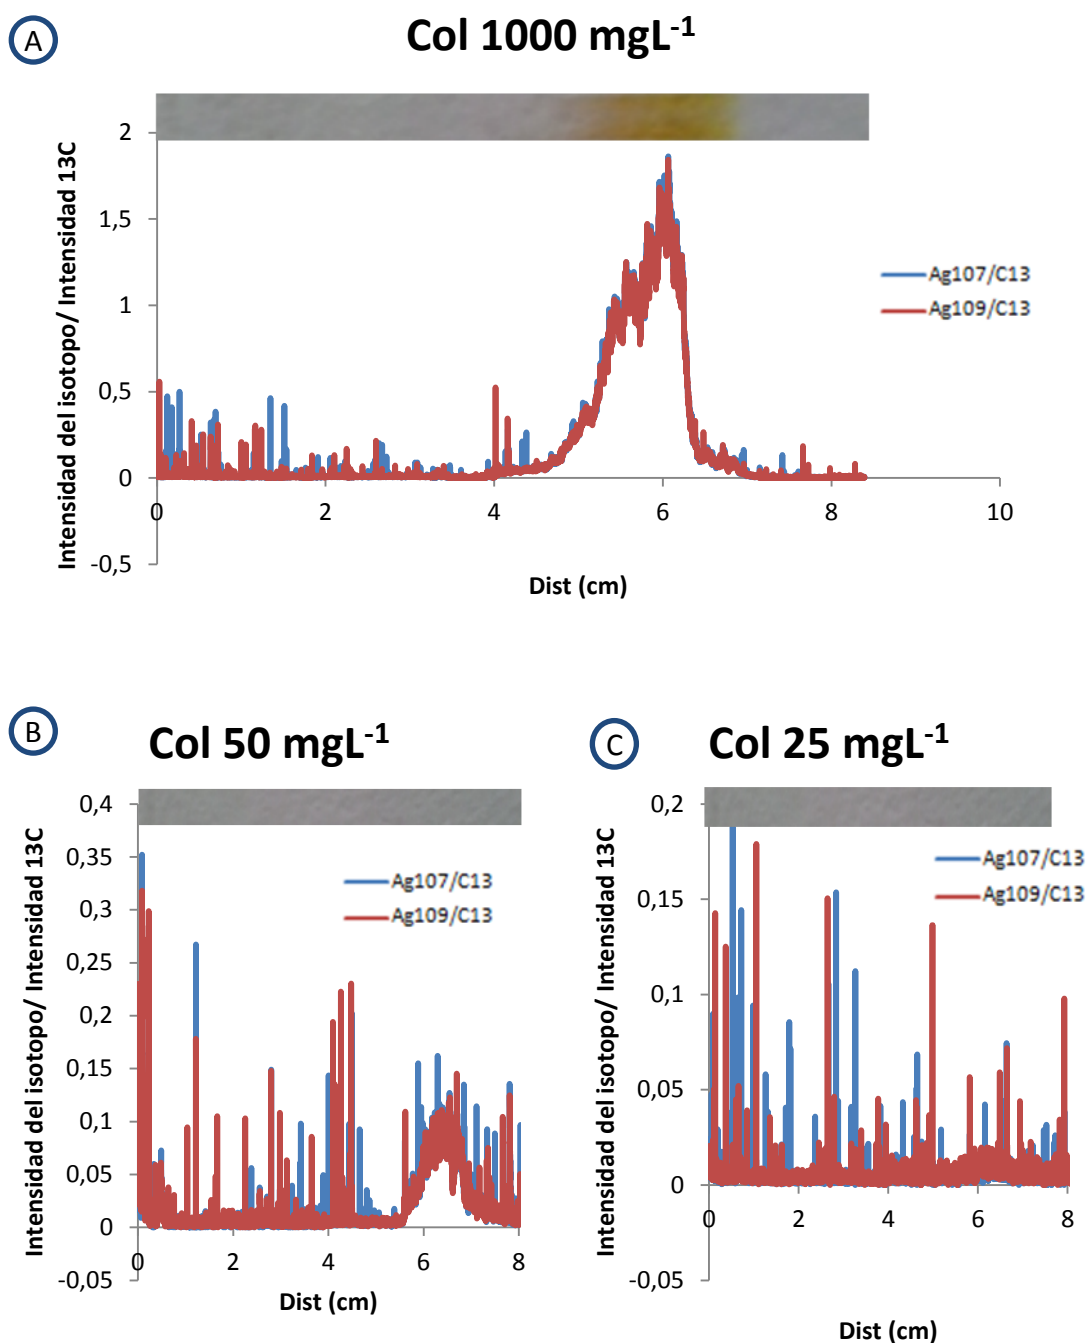 A
Col 1000 mgL-1
Intensidad del isotopo/ Intensidad 13C
2
1,5
1
0,5
0
-0,5
0 2 4 6 8 10
Dist (cm)
Ag107/C13
Ag109/C13
B
Col 50 mgL-1
Intensidad del isotopo/ Intensidad 13C
0,4
0,35
0,3
0,25
0,2
0,15
0,1
0,05
0
-0,05
0 2 4 6 8
Dist (cm)
Ag107/C13
Ag109/C13
C
Col 25 mgL-1
Intensidad del isotopo/ Intensidad 13C
0,2
0,15
0,1
0,05
0
-0,05
0 2 4 6 8
Dist (cm)
Ag107/C13
Ag109/C13